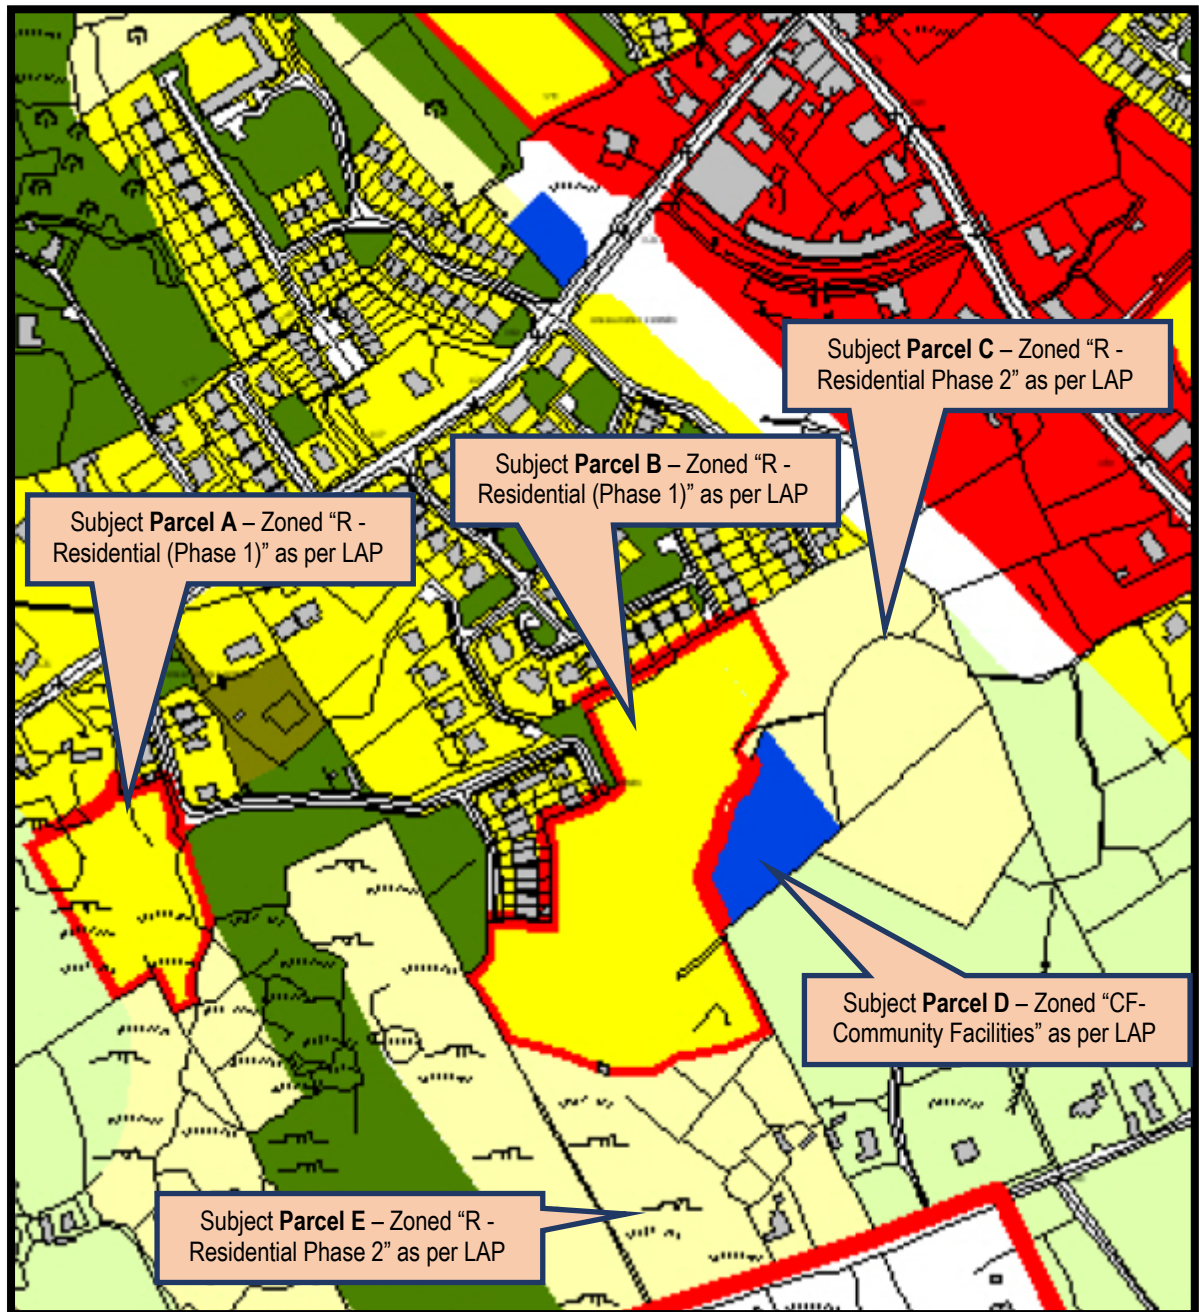 Subject Parcel C – Zoned “R -
Residential Phase 2” as per LAP
Subject Parcel B – Zoned “R -
Residential (Phase 1)” as per LAP
Subject Parcel A – Zoned “R -
Residential (Phase 1)” as per LAP
Subject Parcel D – Zoned “CF-
Community Facilities” as per LAP
Subject Parcel E – Zoned “R -
Residential Phase 2” as per LAP